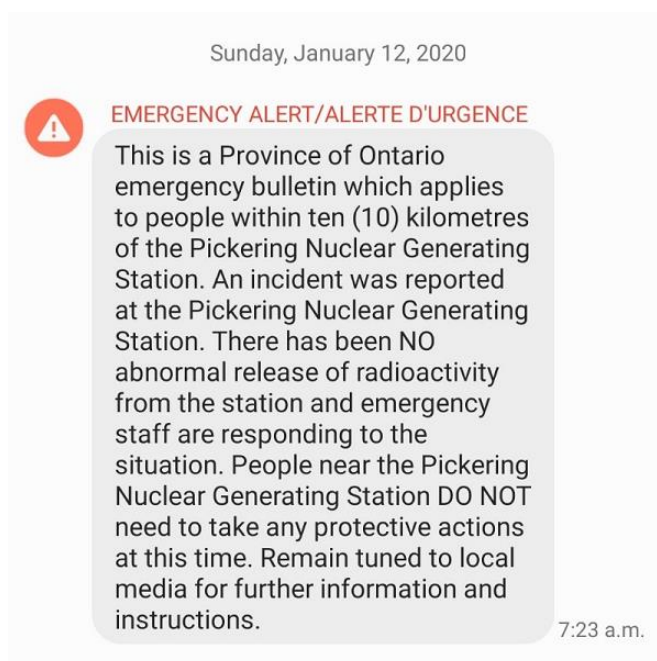 Sunday, January 12, 2020
EMERGENCY ALERT/ALERTE D'URGENCE
This is a Province of Ontario
emergency bulletin which applies
to people within ten (10) kilometres
of the Pickering Nuclear Generating
Station. An incident was reported
at the Pickering Nuclear Generating
Station. There has been NO
abnormal release of radioactivity
from the station and emergency
staff are responding to the
situation. People near the Pickering
Nuclear Generating Station DO NOT
need to take any protective actions
at this time. Remain tuned to local
media for further information and
instructions.
7:23 a.m.